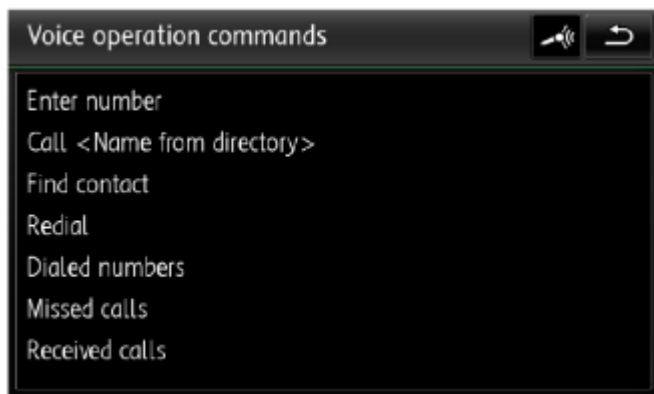 Voice operation commands
Enter number
Call <Name from directory>
Find contact
Redial
Dialed numbers
Missed calls
Received calls